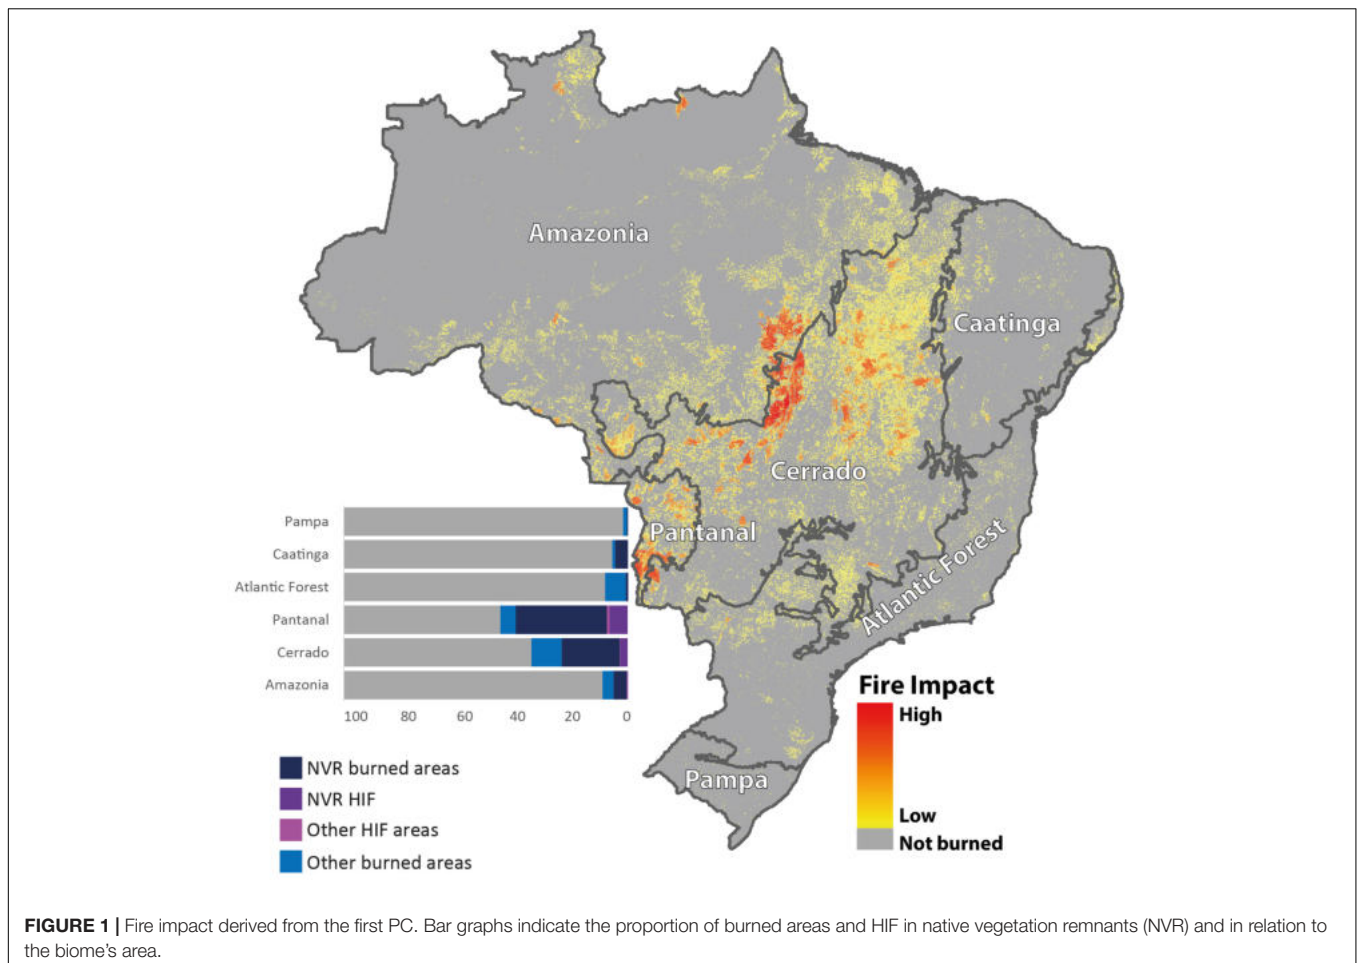 Amazonia
Caatinga
Cerrado
Pantanal
Atlantic Forest
Pampa
Pampa
Caatinga
Atlantic Forest
Pantanal
Cerrado
Amazonia
100 80 60 40 20 0
NVR burned areas
NVR HIF
Other HIF areas
Other burned areas
Fire Impact
High
Low
Not burned
FIGURE 1 | Fire impact derived from the first PC. Bar graphs indicate the proportion of burned areas and HIF in native vegetation remnants (NVR) and in relation to
the biome's area.